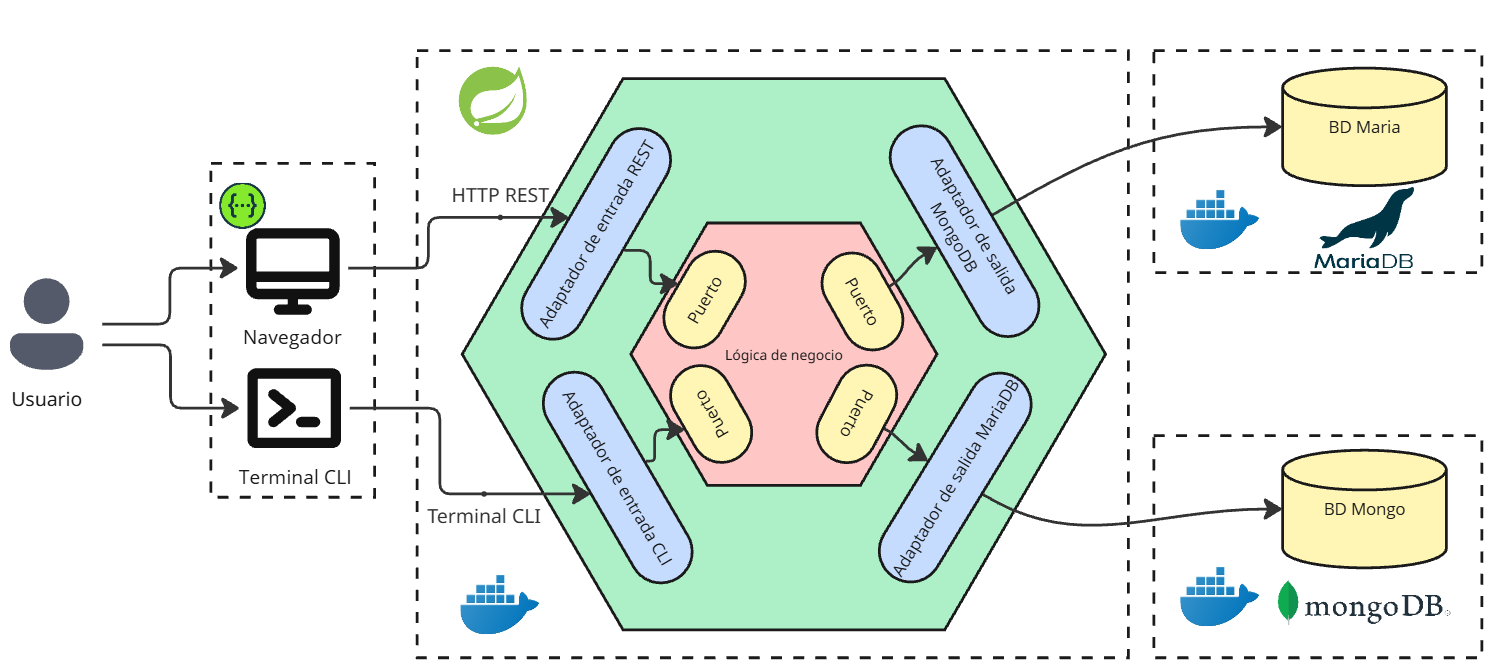 HTTP REST
Navegador
Usuario
Terminal CLI
Terminal CLI
Adaptador de entrada REST
Adaptador de entrada CLI
Puerto
Puerto
Lógica de negocio
Puerto
Puerto
Adaptador de salida
MongoDB
Adaptador de salida MariaDB
BD Maria
MariaDB
BD Mongo
mongoDB